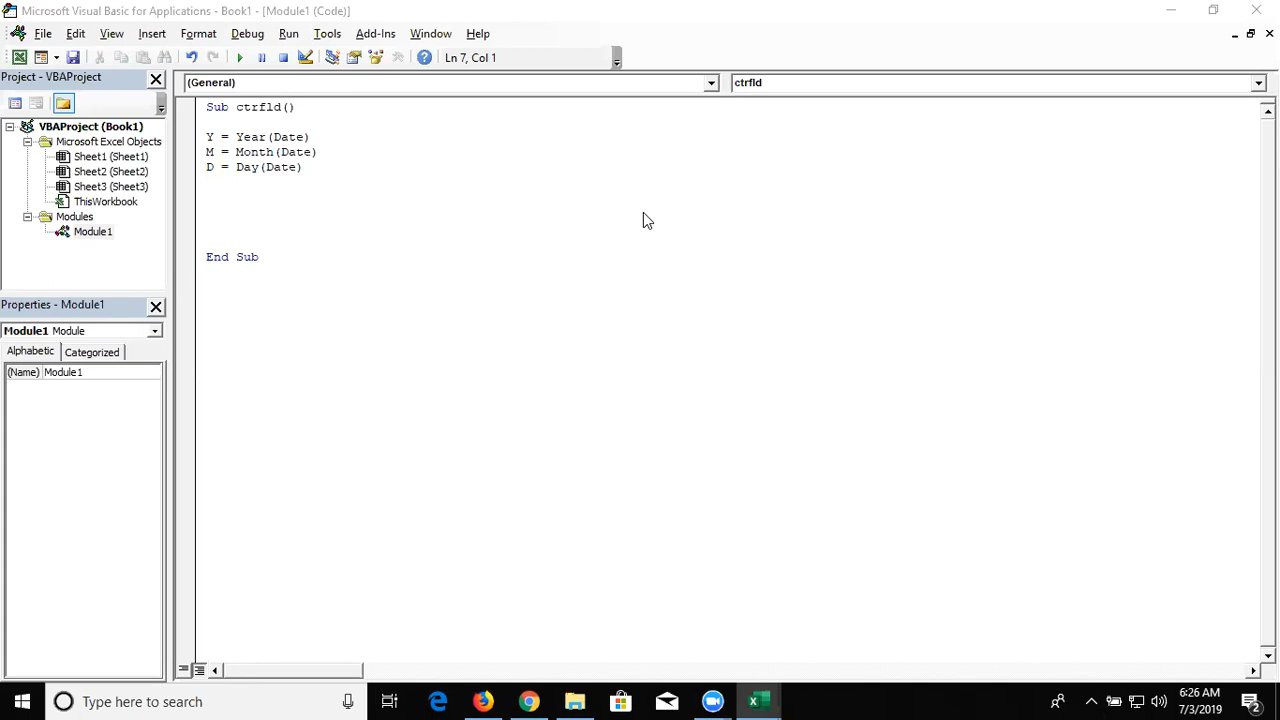 Microsoft Visual Basic for Applications - Book1 - [Module1 (Code)]
File Edit View Insert Format Debug Run Tools Add-Ins Window Help
Ln 7, Col 1
Project - VBAProject
(General)
ctrfld
VBAProject (Book1)
Microsoft Excel Objects
Sheet1 (Sheet1)
Sheet2 (Sheet2)
Sheet3 (Sheet3)
ThisWorkbook
Modules
Module1
Sub ctrfld()
Y = Year(Date)
M = Month(Date)
D = Day(Date)
End Sub
Properties - Module1
Module1 Module
Alphabetic Categorized
(Name) Module1
Type here to search
6:26 AM
7/3/2019
2